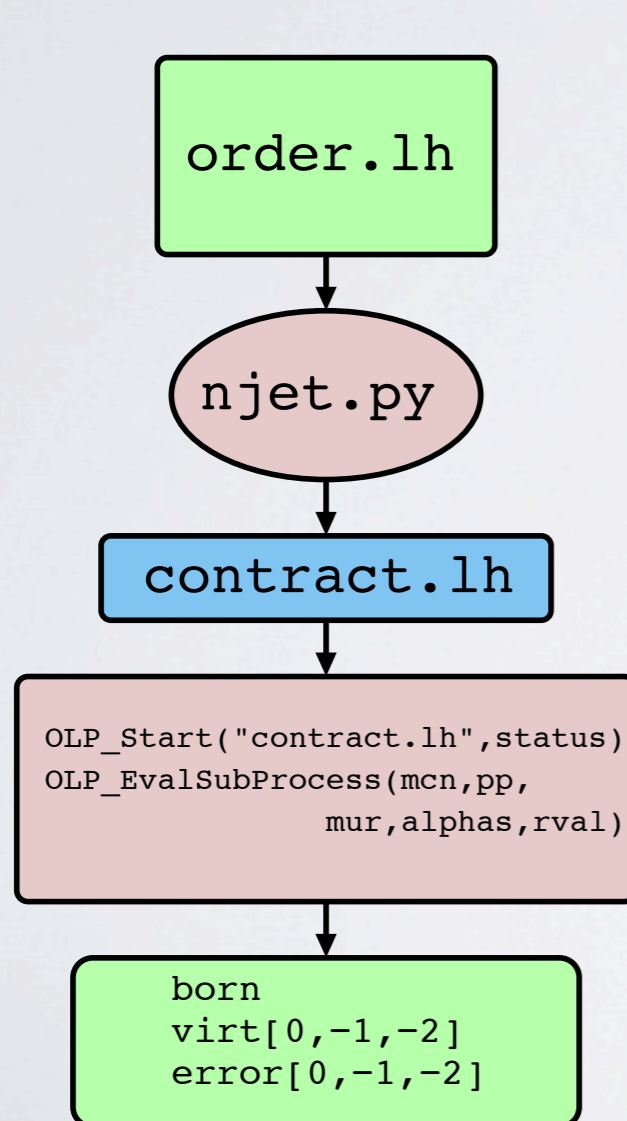 order.lh
njet.py
contract.lh
OLP_Start("contract.lh",status)
OLP_EvalSubProcess(mcn,pp,
mur,alphas,rval)
born
virt[0,−1,−2]
error[0,−1,−2]